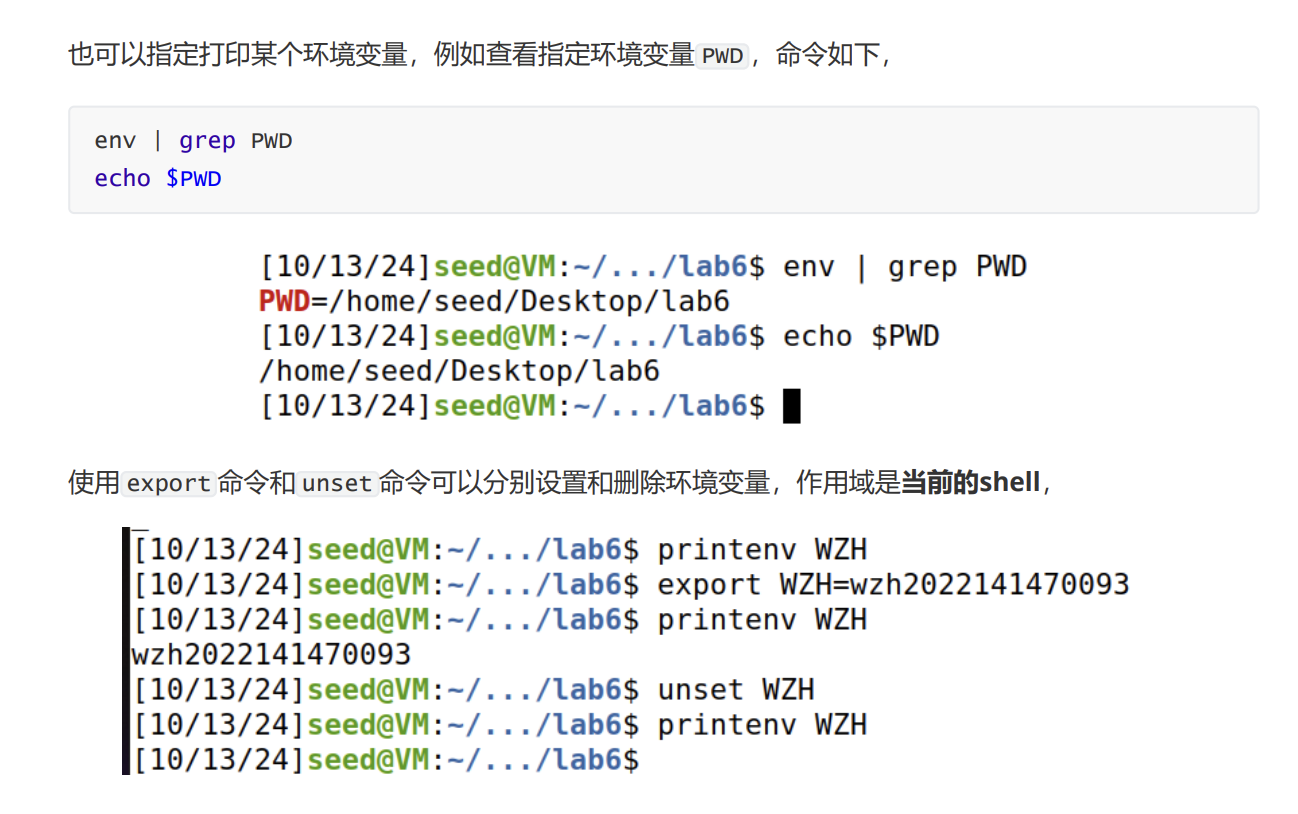 也可以指定打印某个环境变量，例如查看指定环境变量PWD，命令如下，
env | grep PWD
echo $PWD
[10/13/24]seed@VM:~/.../lab6$ env | grep PWD
PWD=/home/seed/Desktop/lab6
[10/13/24]seed@VM:~/.../lab6$ echo $PWD
/home/seed/Desktop/lab6
[10/13/24]seed@VM:~/.../lab6$
使用export命令和unset命令可以分别设置和删除环境变量，作用域是当前的shell，
[10/13/24]seed@VM:~/.../lab6$ printenv WZH
[10/13/24]seed@VM:~/.../lab6$ export WZH=wzh2022141470093
[10/13/24]seed@VM:~/.../lab6$ printenv WZH
wzh2022141470093
[10/13/24]seed@VM:~/.../lab6$ unset WZH
[10/13/24]seed@VM:~/.../lab6$ printenv WZH
[10/13/24]seed@VM:~/.../lab6$